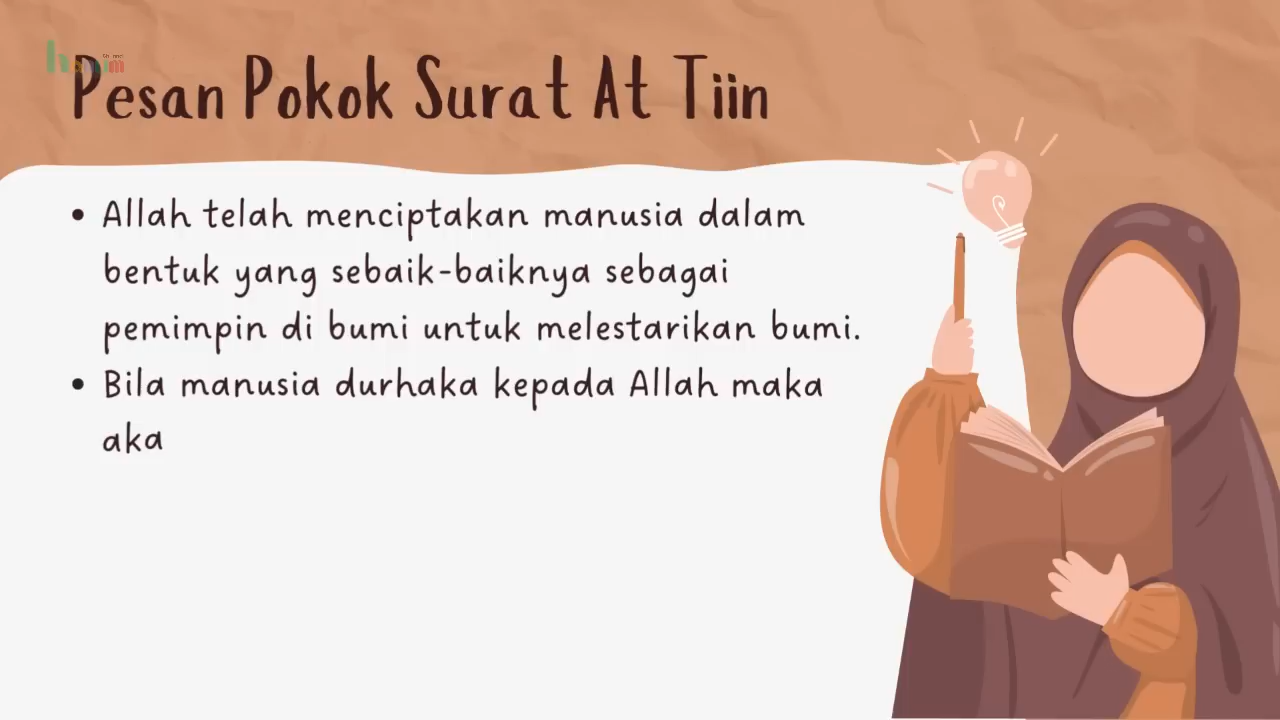 Pesan Pokok Surat At Tiin
• Allah telah menciptakan manusia dalam
bentuk yang sebaik-baiknya sebagai
pemimpin di bumi untuk melestarikan bumi.
• Bila manusia durhaka kepada Allah maka
aka